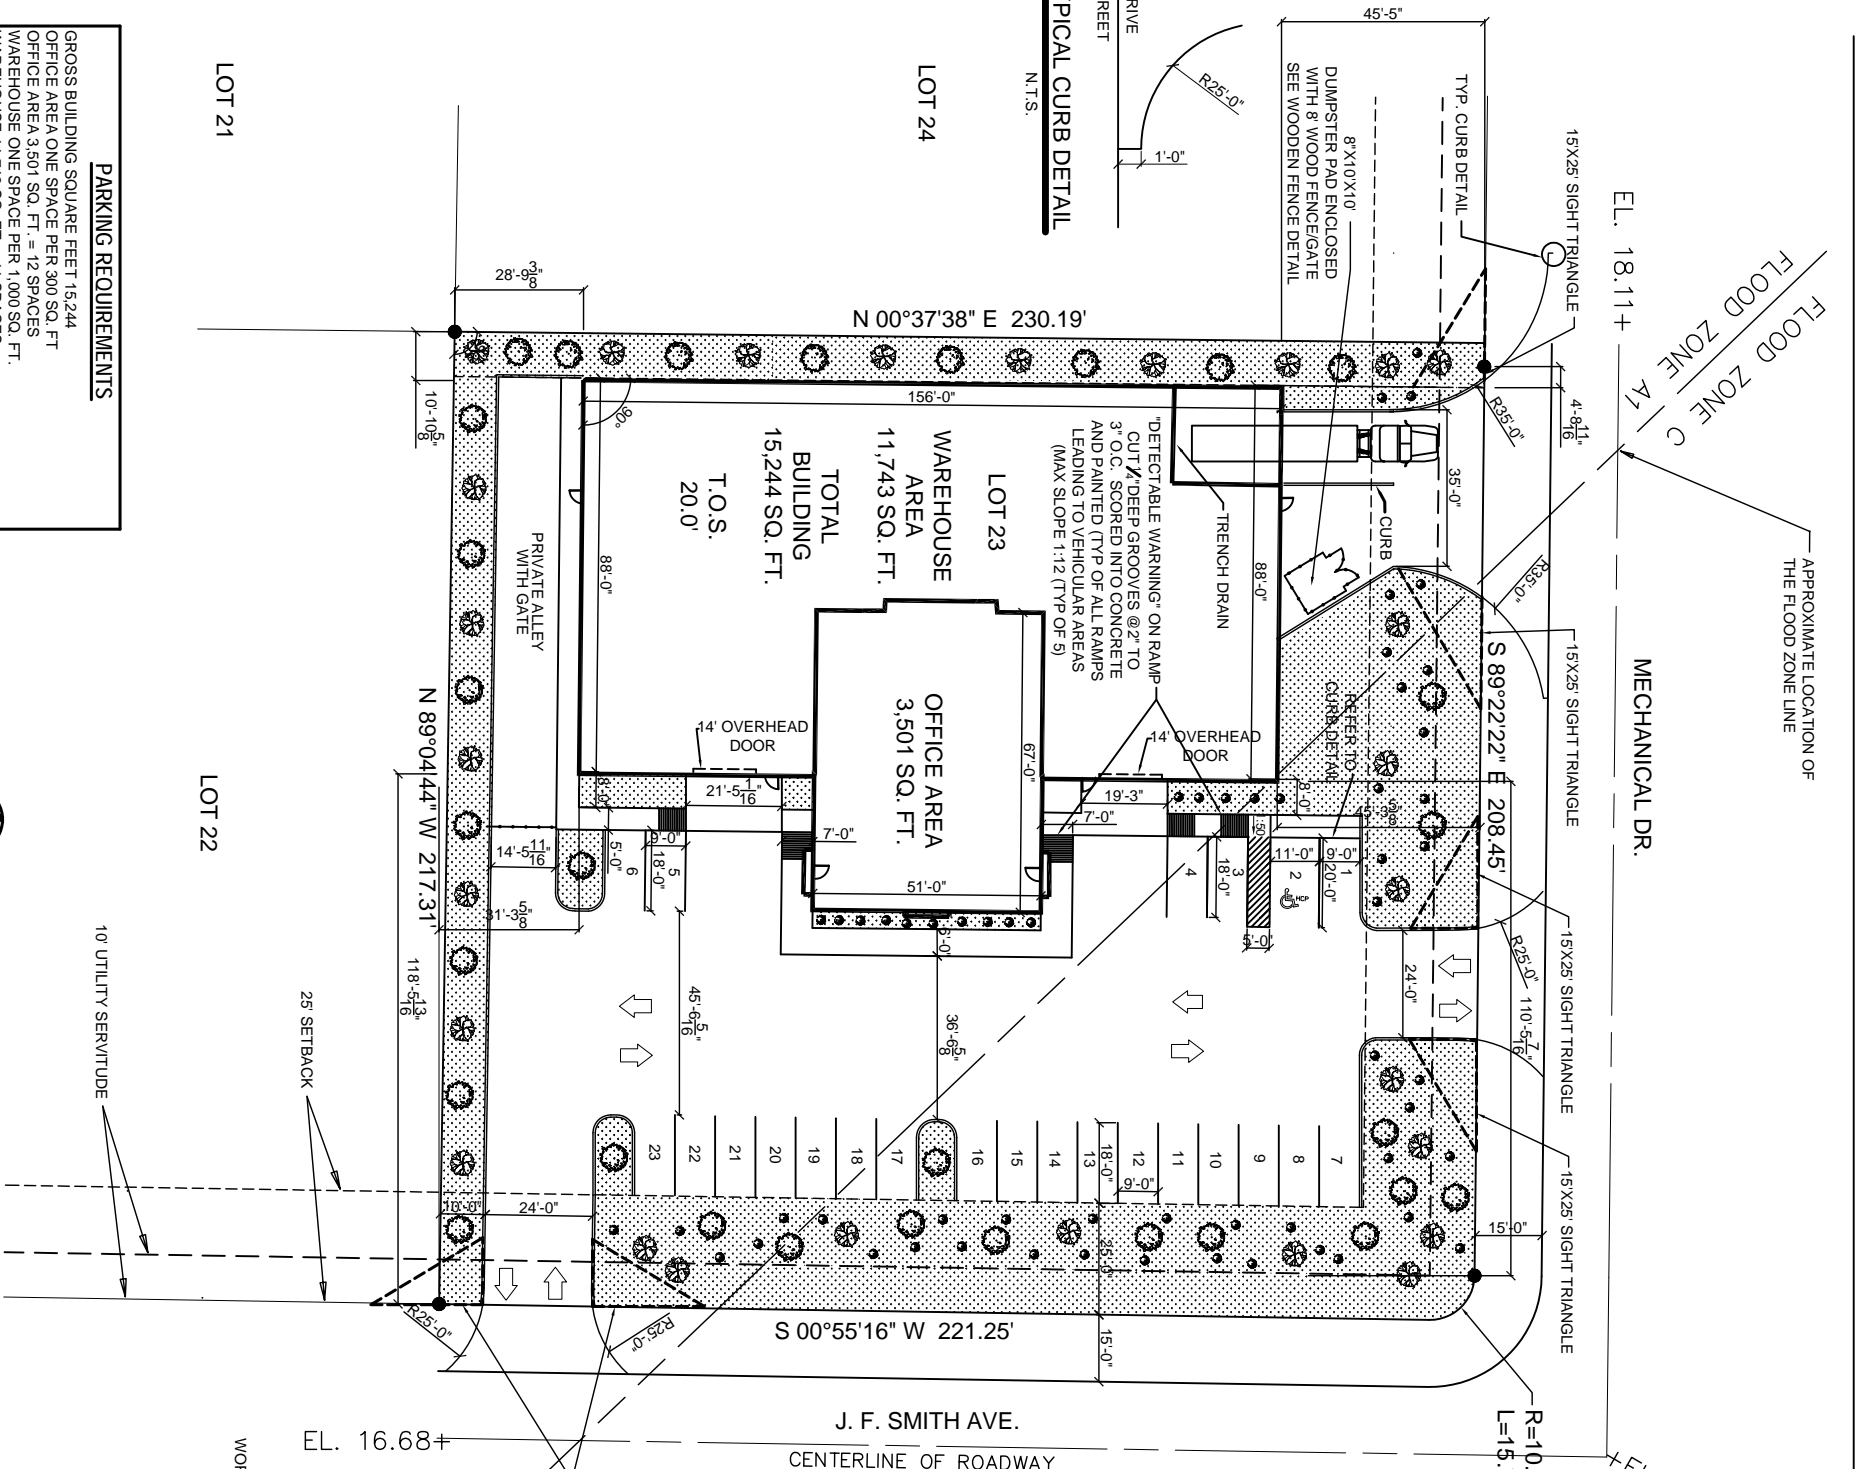 45'-5"
TYP. CURB DETAIL
15'X25' SIGHT TRIANGLE
EL. 18.11+
FLOOD ZONE A1
FLOOD ZONE C
DUMPSTER PAD ENCLOSED
WITH 8' WOOD FENCE/GATE
SEE WOODEN FENCE DETAIL
8"X10'X10'
RIVE
REET
PICAL CURB DETAIL
N.T.S.
R25'-0"
1'-0"
LOT 24
LOT 21
PARKING REQUIREMENTS
GROSS BUILDING SQUARE FEET 15,244
OFFICE AREA ONE SPACE PER 300 SQ. FT
OFFICE AREA 3,501 SQ. FT. = 12 SPACES
WAREHOUSE ONE SPACE PER 1,000 SQ. FT.
28'-9 3/8"
N 00°37'38" E  230.19'
10'-10 5/8"
156'-0"
90°
88'-0"
R35'-0"
4'-8 11/16"
35'-0"
APPROXIMATE LOCATION OF
THE FLOOD ZONE LINE
"DETECTABLE WARNING" ON RAMP
CUT 1/4" DEEP GROOVES @2" TO
3" O.C. SCORED INTO CONCRETE
AND PAINTED (TYP OF ALL RAMPS
LEADING TO VEHICULAR AREAS
(MAX SLOPE 1:12 (TYP OF 5)
TRENCH DRAIN
CURB
88'-0"
R35'-0"
LOT 23
WAREHOUSE
AREA
11,743 SQ. FT.
TOTAL
BUILDING
15,244 SQ. FT.
T.O.S.
20.0'
PRIVATE ALLEY
WITH GATE
OFFICE AREA
3,501 SQ. FT.
67'-0"
14' OVERHEAD
DOOR
14' OVERHEAD
DOOR
REFER TO
CURB DETAIL
S 89°22'22" E  208.45'
15'X25' SIGHT TRIANGLE
MECHANICAL DR.
N 89°04'44" W  217.31'
LOT 22
8'-0"
21'-5 1/16"
19'-3"
7'-0"
7'-0"
8'-0"
45'-3 5/8"
14'-5 11/16"
5'-0"
9'-0"
18'-0"
6
5
51'-0"
4
3
18'-0"
11'-0"
2
HCP
9'-0"
1
20'-0"
5'-0"
31'-3 5/8"
6'-0"
24'-0"
R25'-0"
110'-5 7/16"
15'X25' SIGHT TRIANGLE
118'-5 13/16"
45'-6 5/16"
36'-6 5/8"
10' UTILITY SERVITUDE
25' SETBACK
23
22
21
20
19
18
17
16
15
14
13
12
11
10
9
8
7
18'-0"
9'-0"
15'X25' SIGHT TRIANGLE
10'-0"
24'-0"
25'-0"
15'-0"
R25'-0"
R25'-0"
S 00°55'16" W  221.25'
15'-0"
R=10.
L=15.
J. F. SMITH AVE.
EL. 16.68+
CENTERLINE OF ROADWAY